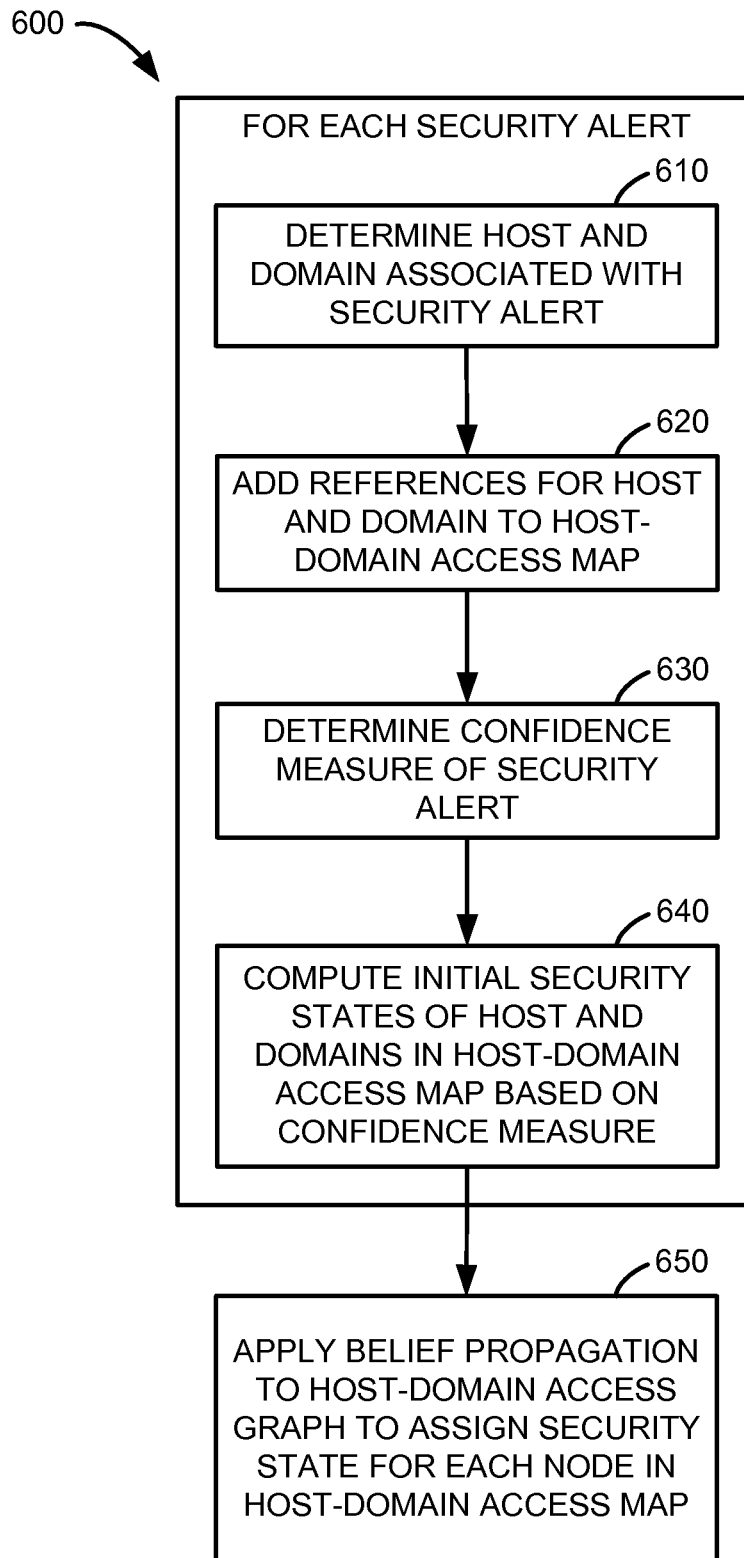 600
FOR EACH SECURITY ALERT
610
DETERMINE HOST AND
DOMAIN ASSOCIATED WITH
SECURITY ALERT
620
ADD REFERENCES FOR HOST
AND DOMAIN TO HOST-
DOMAIN ACCESS MAP
630
DETERMINE CONFIDENCE
MEASURE OF SECURITY
ALERT
640
COMPUTE INITIAL SECURITY
STATES OF HOST AND
DOMAINS IN HOST-DOMAIN
ACCESS MAP BASED ON
CONFIDENCE MEASURE
650
APPLY BELIEF PROPAGATION
TO HOST-DOMAIN ACCESS
GRAPH TO ASSIGN SECURITY
STATE FOR EACH NODE IN
HOST-DOMAIN ACCESS MAP